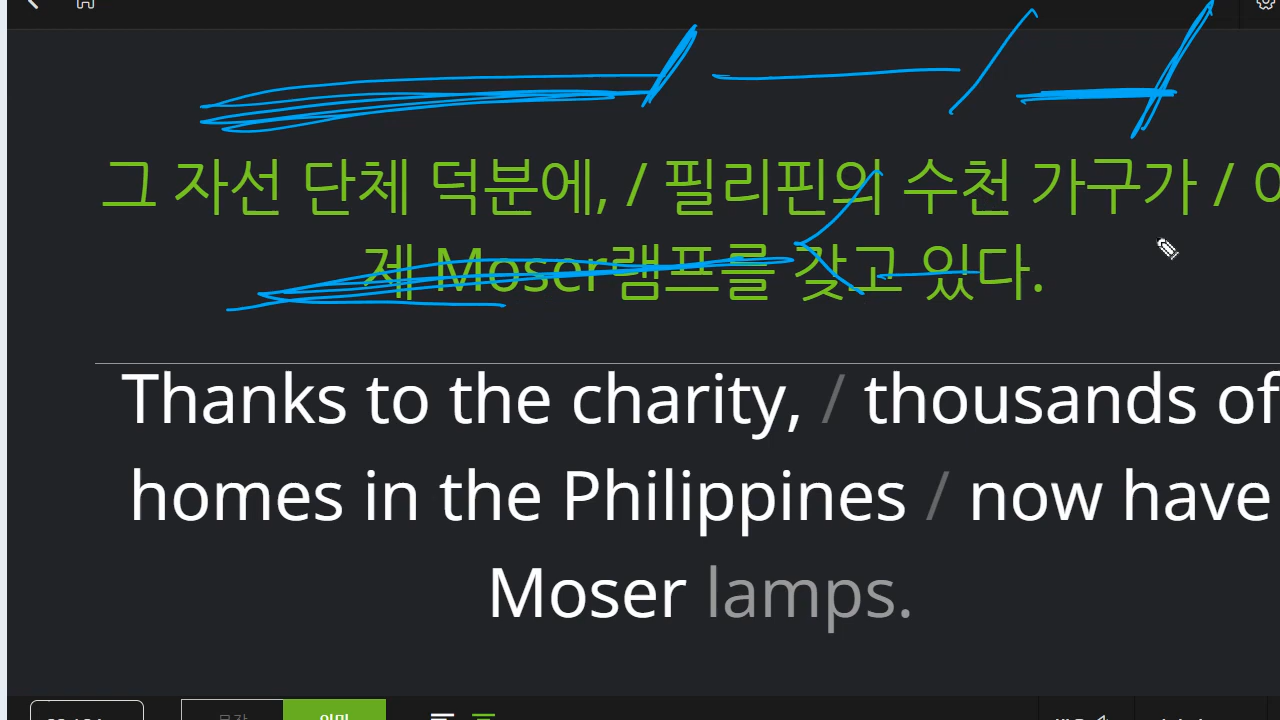 그 자선 단체 덕분에, / 필리핀의 수천 가구가 / 이
제 Moser램프를 갖고 있다.
Thanks to the charity, / thousands of
homes in the Philippines / now have
Moser lamps.